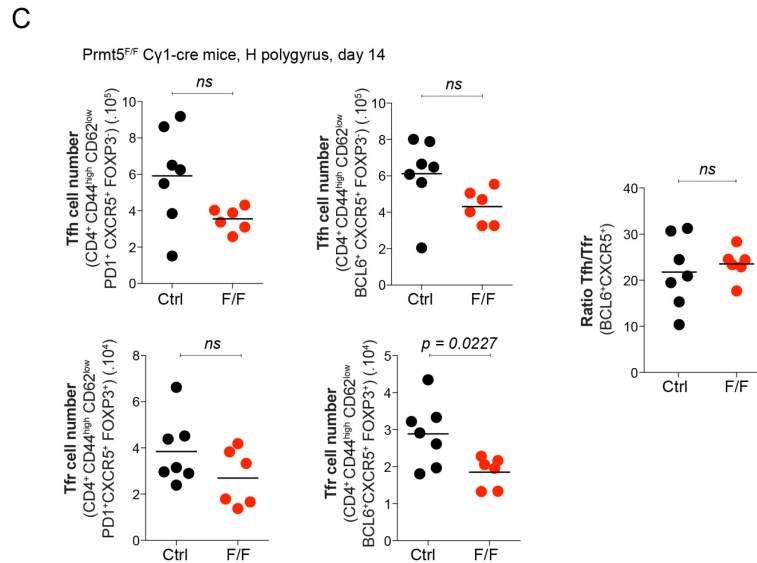 C
Prmt5F/F Cγ1-cre mice, H polygyrus, day 14
ns
Tfh cell number
(CD4+ CD44high CD62low
PD1+ CXCR5+ FOXP3-) (.105)
10
8
6
4
2
0
Ctrl
F/F
ns
Tfh cell number
(CD4+ CD44high CD62low
BCL6+ CXCR5+ FOXP3-) (.105)
10
8
6
4
2
0
Ctrl
F/F
ns
Ratio Tfh/Tfr
(BCL6+CXCR5+)
40
30
20
10
0
Ctrl
F/F
ns
Tfr cell number
(CD4+ CD44high CD62low
PD1+CXCR5+ FOXP3+) (.104)
8
6
4
2
0
Ctrl
F/F
p = 0.0227
Tfr cell number
(CD4+ CD44high CD62low
BCL6+CXCR5+ FOXP3+) (.104)
5
4
3
2
1
0
Ctrl
F/F